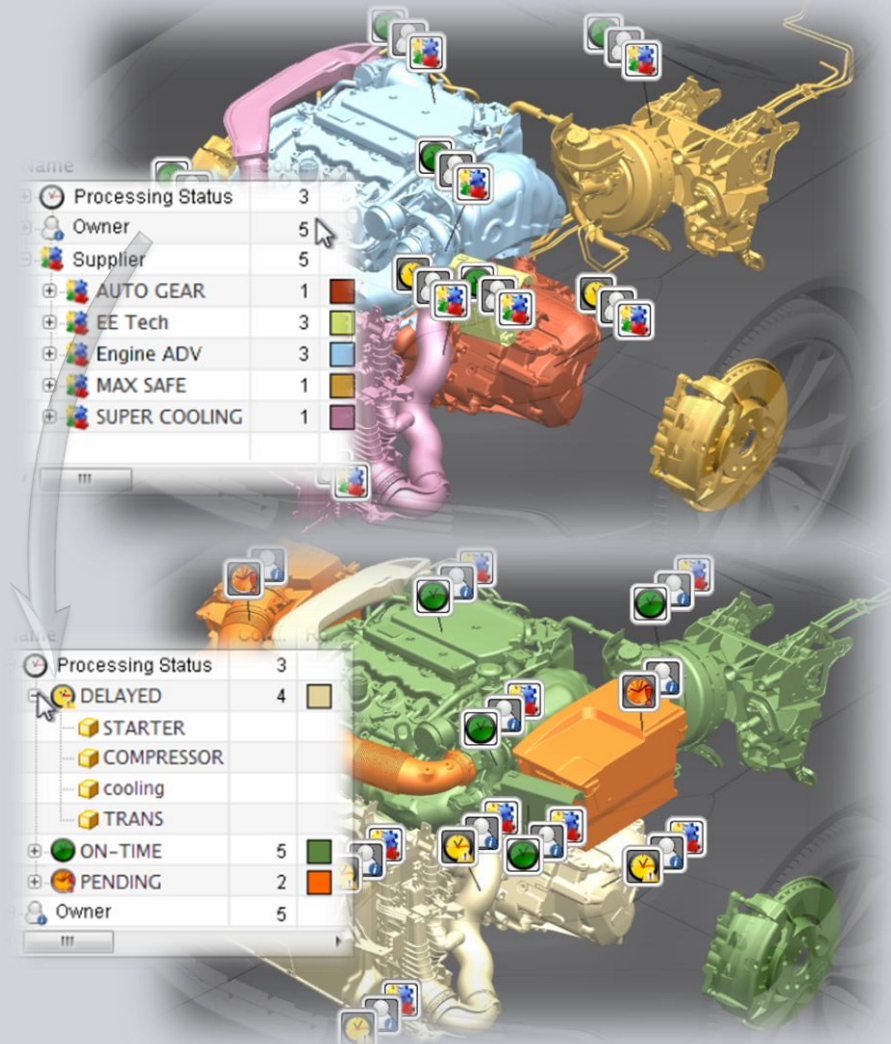 Name
Processing Status 3
Owner 5
Supplier 5
AUTO GEAR 1
EE Tech 3
Engine ADV 3
MAX SAFE 1
SUPER COOLING 1
Name
Processing Status 3
DELAYED 4
STARTER
COMPRESSOR
cooling
TRANS
ON-TIME 5
PENDING 2
Owner 5